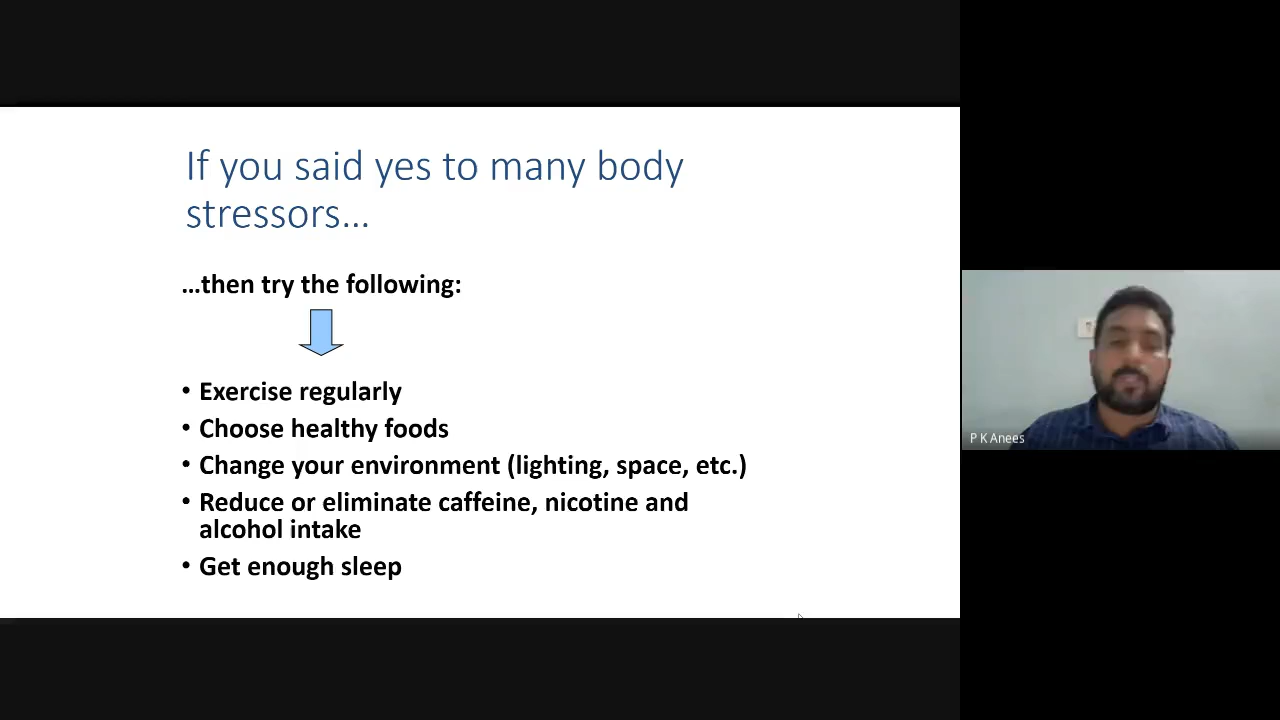 If you said yes to many body
stressors...
...then try the following:
• Exercise regularly
• Choose healthy foods
• Change your environment (lighting, space, etc.)
• Reduce or eliminate caffeine, nicotine and
alcohol intake
• Get enough sleep
P K Anees